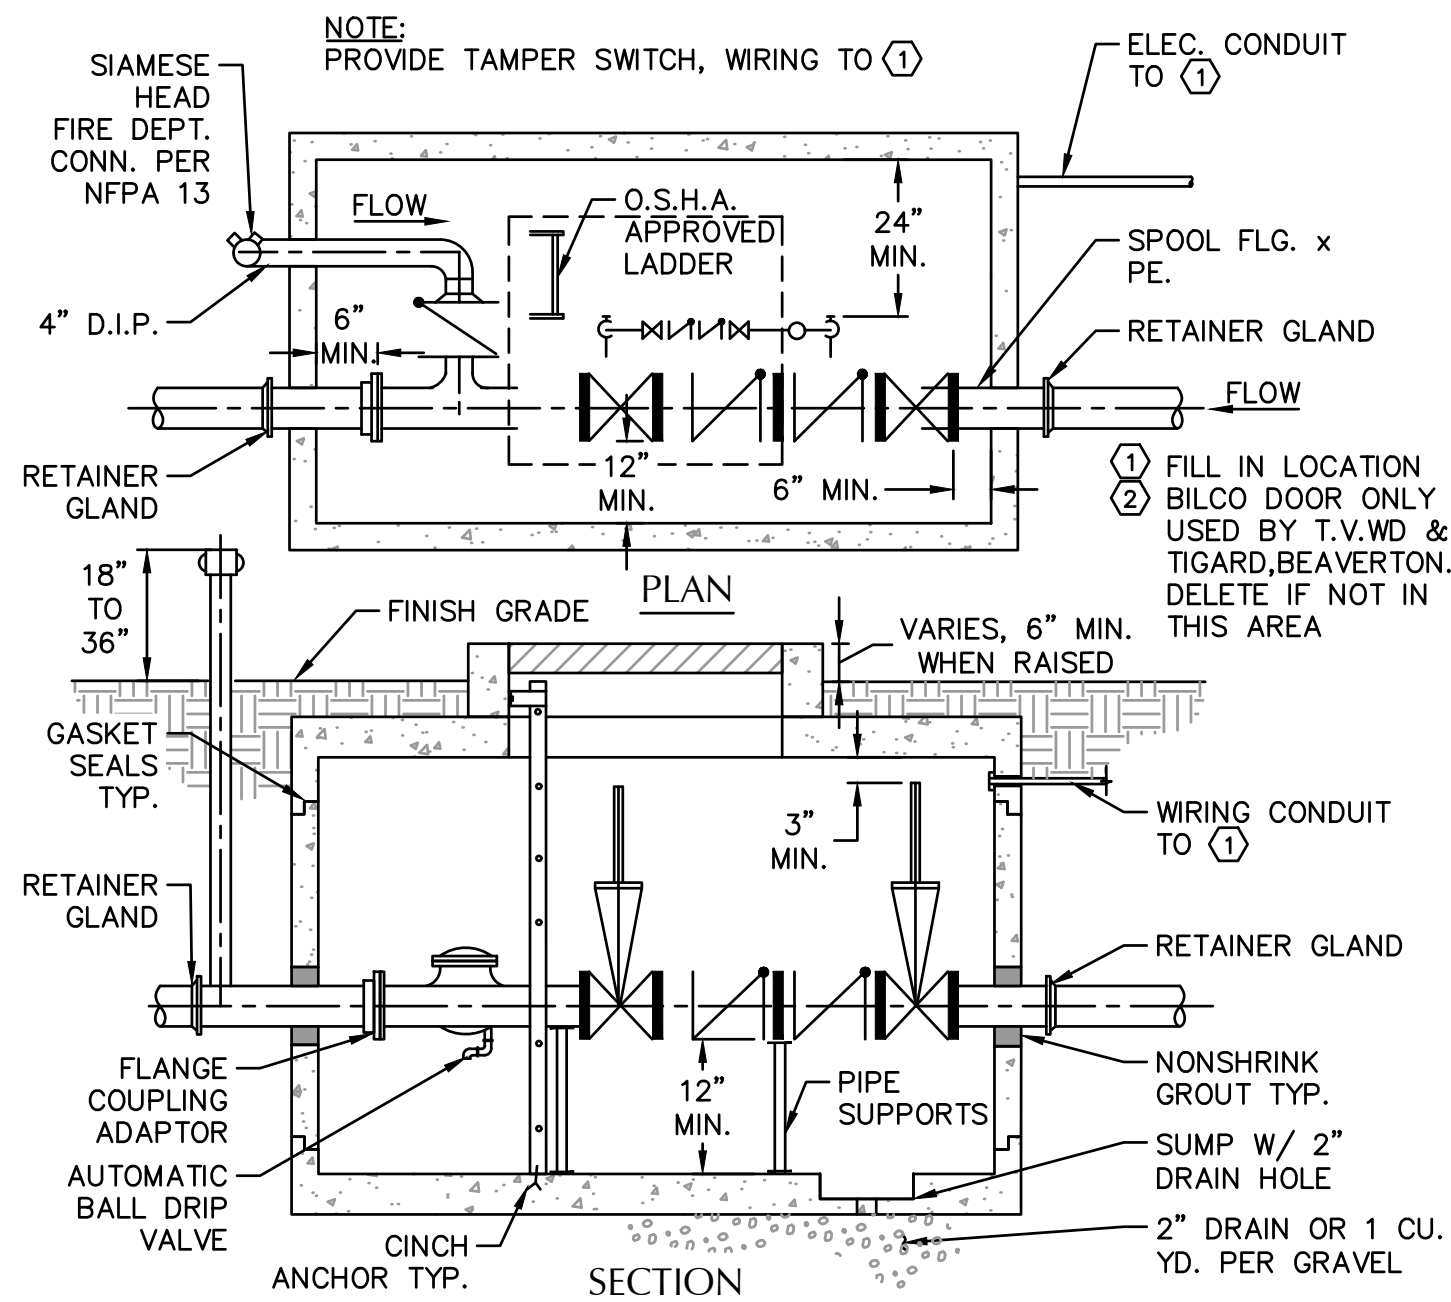 NOTE:
PROVIDE TAMPER SWITCH, WIRING TO 1
SIAMESE
HEAD
FIRE DEPT.
CONN. PER
NFPA 13
ELEC. CONDUIT
TO 1
FLOW
O.S.H.A.
APPROVED
LADDER
24"
MIN.
SPOOL FLG. x
PE.
4" D.I.P.
6"
MIN.
RETAINER GLAND
FLOW
RETAINER
GLAND
12"
MIN.
6" MIN.
1 FILL IN LOCATION
2 BILCO DOOR ONLY
USED BY T.V.WD &
TIGARD,BEAVERTON.
DELETE IF NOT IN
THIS AREA
PLAN
18"
TO
36"
FINISH GRADE
VARIES, 6" MIN.
WHEN RAISED
GASKET
SEALS
TYP.
3"
MIN.
WIRING CONDUIT
TO 1
RETAINER
GLAND
RETAINER GLAND
FLANGE
COUPLING
ADAPTOR
12"
MIN.
PIPE
SUPPORTS
NONSHRINK
GROUT TYP.
AUTOMATIC
BALL DRIP
VALVE
SUMP W/ 2"
DRAIN HOLE
CINCH
ANCHOR TYP.
2" DRAIN OR 1 CU.
YD. PER GRAVEL
SECTION